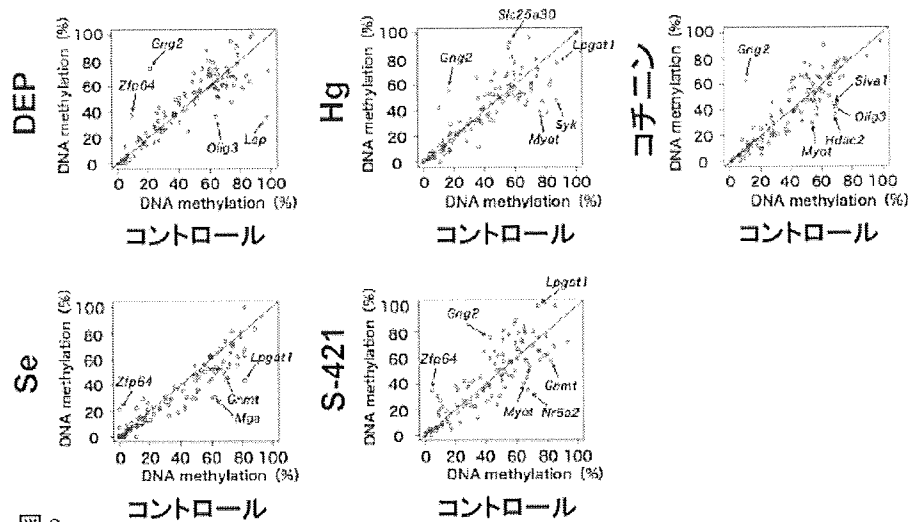 DEP
DNA methylation (%)
100
80
60
40
20
0
Gng2
Zfp64
Olig3
Lap
0 20 40 60 80 100
DNA methylation (%)
コントロール
Hg
DNA methylation (%)
100
80
60
40
20
0
Slc25a30
Lpgat1
Gng2
Syk
Myot
0 20 40 60 80 100
DNA methylation (%)
コントロール
コチニン
DNA methylation (%)
100
80
60
40
20
0
Gng2
Siva1
Olig3
Hdac2
Myot
0 20 40 60 80 100
DNA methylation (%)
コントロール
Se
DNA methylation (%)
100
80
60
40
20
0
Zfp64
Lpgat1
Gnmt
Mga
0 20 40 60 80 100
DNA methylation (%)
コントロール
S-421
DNA methylation (%)
100
80
60
40
20
0
Lpgat1
Gng2
Zfp64
Gnmt
Myot
Nr5a2
0 20 40 60 80 100
DNA methylation (%)
コントロール